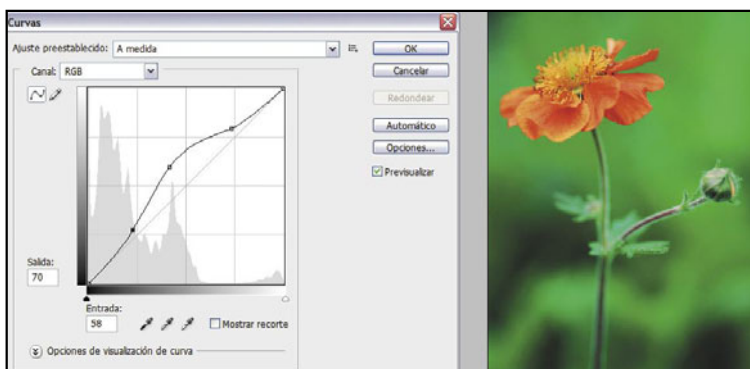 Curvas
Ajuste preestablecido: A medida
OK
Canal: RGB
Cancelar
Redondear
Automático
Opciones...
Previsualizar
Salida:
70
Entrada:
58
Mostrar recorte
Opciones de visualización de curva